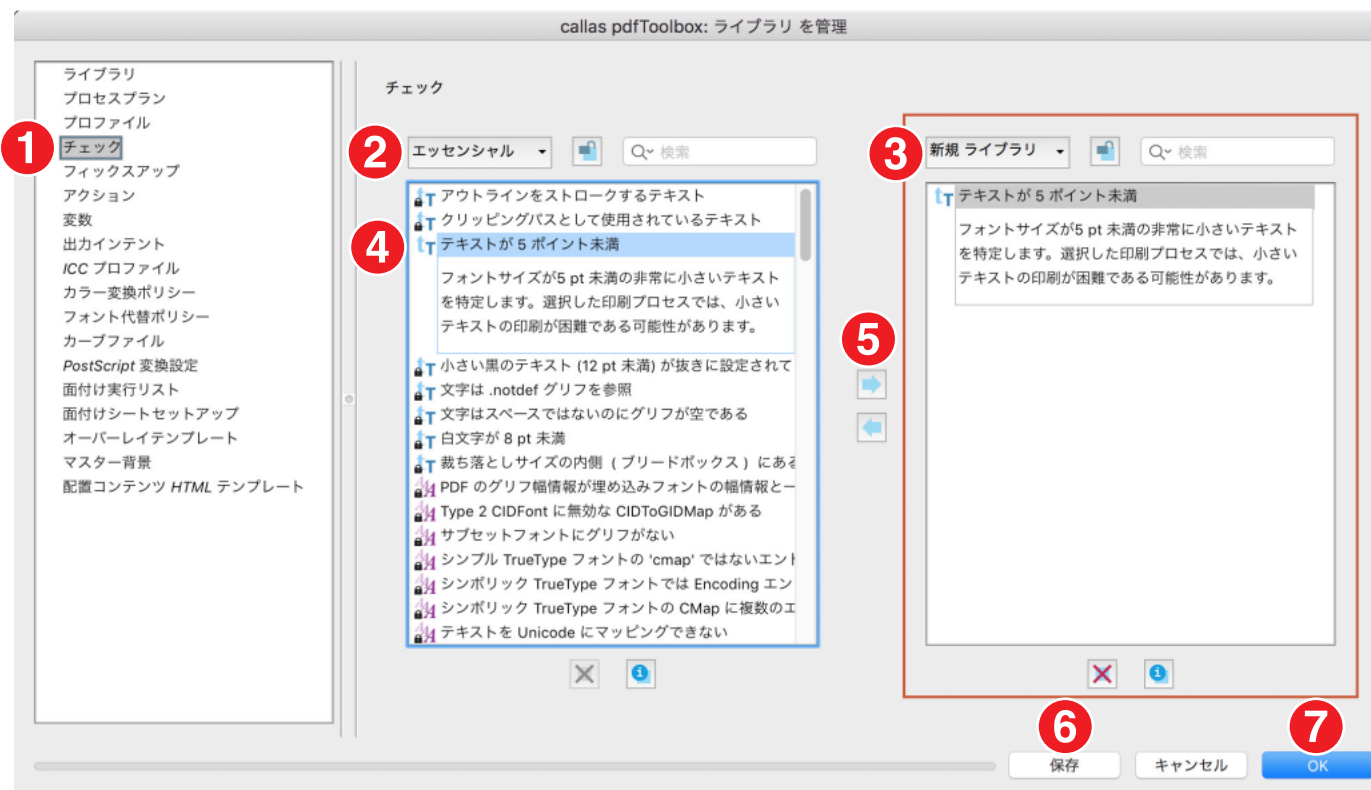 callas pdfToolbox: ライブラリ を管理
ライブラリ
プロセスプラン
プロファイル
1
チェック
フィックスアップ
アクション
変数
出力インテント
ICC プロファイル
カラー変換ポリシー
フォント代替ポリシー
カーブファイル
PostScript 変換設定
面付け実行リスト
面付けシートセットアップ
オーバーレイテンプレート
マスター背景
配置コンテンツ HTML テンプレート
チェック
2
エッセンシャル
検索
アウトラインをストロークするテキスト
クリッピングパスとして使用されているテキスト
4
テキストが 5 ポイント未満
フォントサイズが5 pt 未満の非常に小さいテキスト
を特定します。選択した印刷プロセスでは、小さい
テキストの印刷が困難である可能性があります。
小さい黒のテキスト (12 pt 未満) が抜きに設定されて
文字は .notdef グリフを参照
文字はスペースではないのにグリフが空である
白文字が 8 pt 未満
裁ち落としサイズの内側 ( ブリードボックス ) にある
PDF のグリフ幅情報が埋め込みフォントの幅情報と一
Type 2 CIDFont に無効な CIDToGIDMap がある
サブセットフォントにグリフがない
シンプル TrueType フォントの 'cmap' ではないエント
シンボリック TrueType フォントでは Encoding エン
シンボリック TrueType フォントの CMap に複数のエ
テキストを Unicode にマッピングできない
5
3
新規 ライブラリ
検索
テキストが 5 ポイント未満
フォントサイズが5 pt 未満の非常に小さいテキスト
を特定します。選択した印刷プロセスでは、小さい
テキストの印刷が困難である可能性があります。
6
7
保存
キャンセル
OK